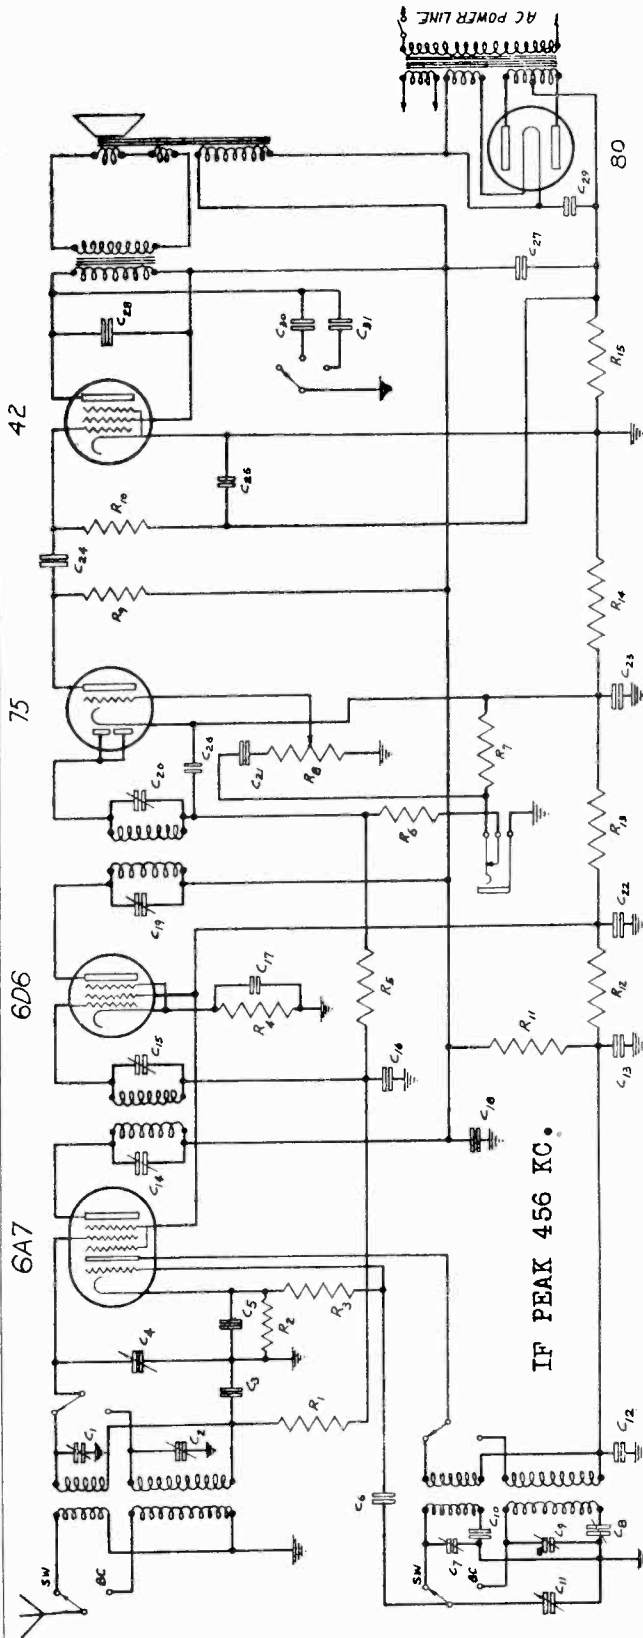 6A7
6D6
75
42
80
AC POWER LINE
SW
BC
C1
C2
C3
C4
C5
R1
R2
R3
C6
C14
C15
C16
C17
R4
R5
C18
C19
C20
C26
C21
R8
R6
R7
R9
C24
R10
C25
C28
C30
C31
C27
C29
SW
BC
C7
C10
C9
C8
C11
C12
IF PEAK 456 KC.
R11
C13
R12
C22
R13
C23
R14
R15